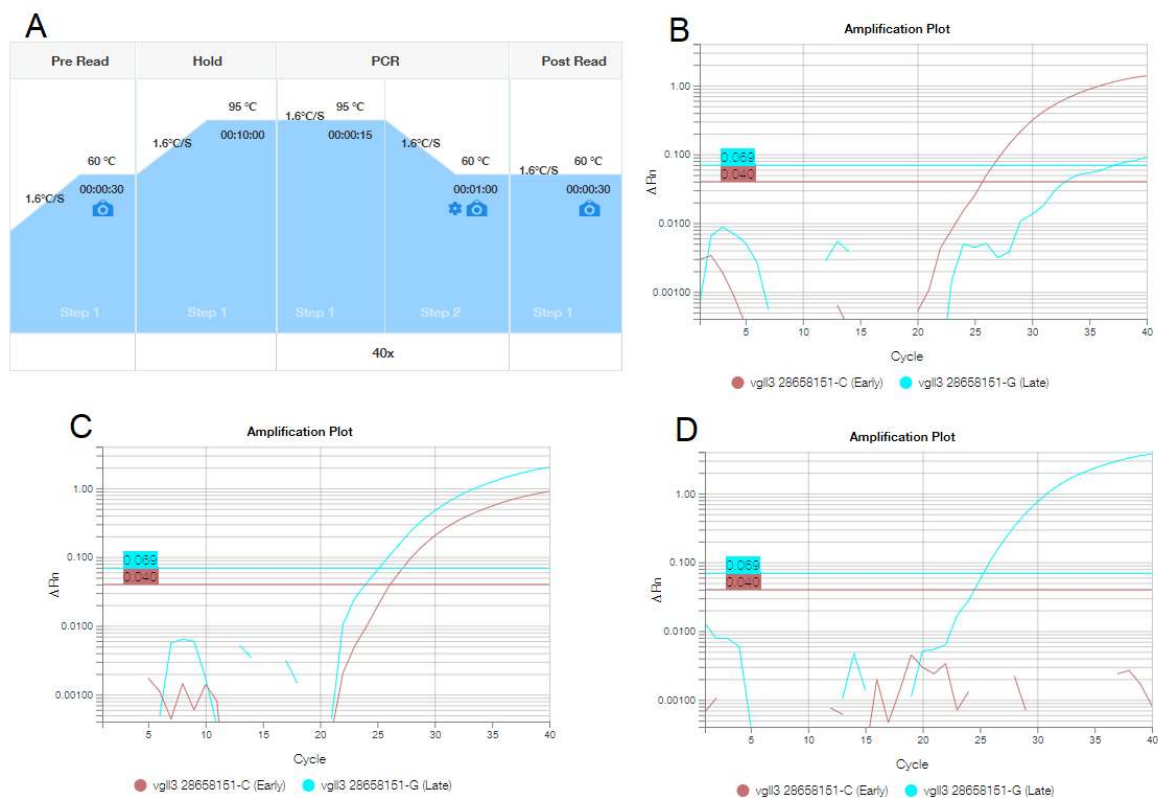 A
Pre Read Hold PCR Post Read
95 °C 1.6°C/S 95 °C
1.6°C/S 00:10:00 00:00:15 1.6°C/S
60 °C 60 °C 1.6°C/S 60 °C
1.6°C/S 00:00:30 00:01:00 00:00:30
Step 1 Step 1 Step 1 Step 2 Step 1
40x
B
Amplification Plot
Δ Rn
1.00
0.100
0.0100
0.00100
0.069
0.040
5 10 15 20 25 30 35 40
Cycle
vgll3 28658151-C (Early) vgll3 28658151-G (Late)
C
Amplification Plot
Δ Rn
1.00
0.100
0.0100
0.00100
0.069
0.040
5 10 15 20 25 30 35 40
Cycle
vgll3 28658151-C (Early) vgll3 28658151-G (Late)
D
Amplification Plot
Δ Rn
1.00
0.100
0.0100
0.00100
0.069
0.040
5 10 15 20 25 30 35 40
Cycle
vgll3 28658151-C (Early) vgll3 28658151-G (Late)